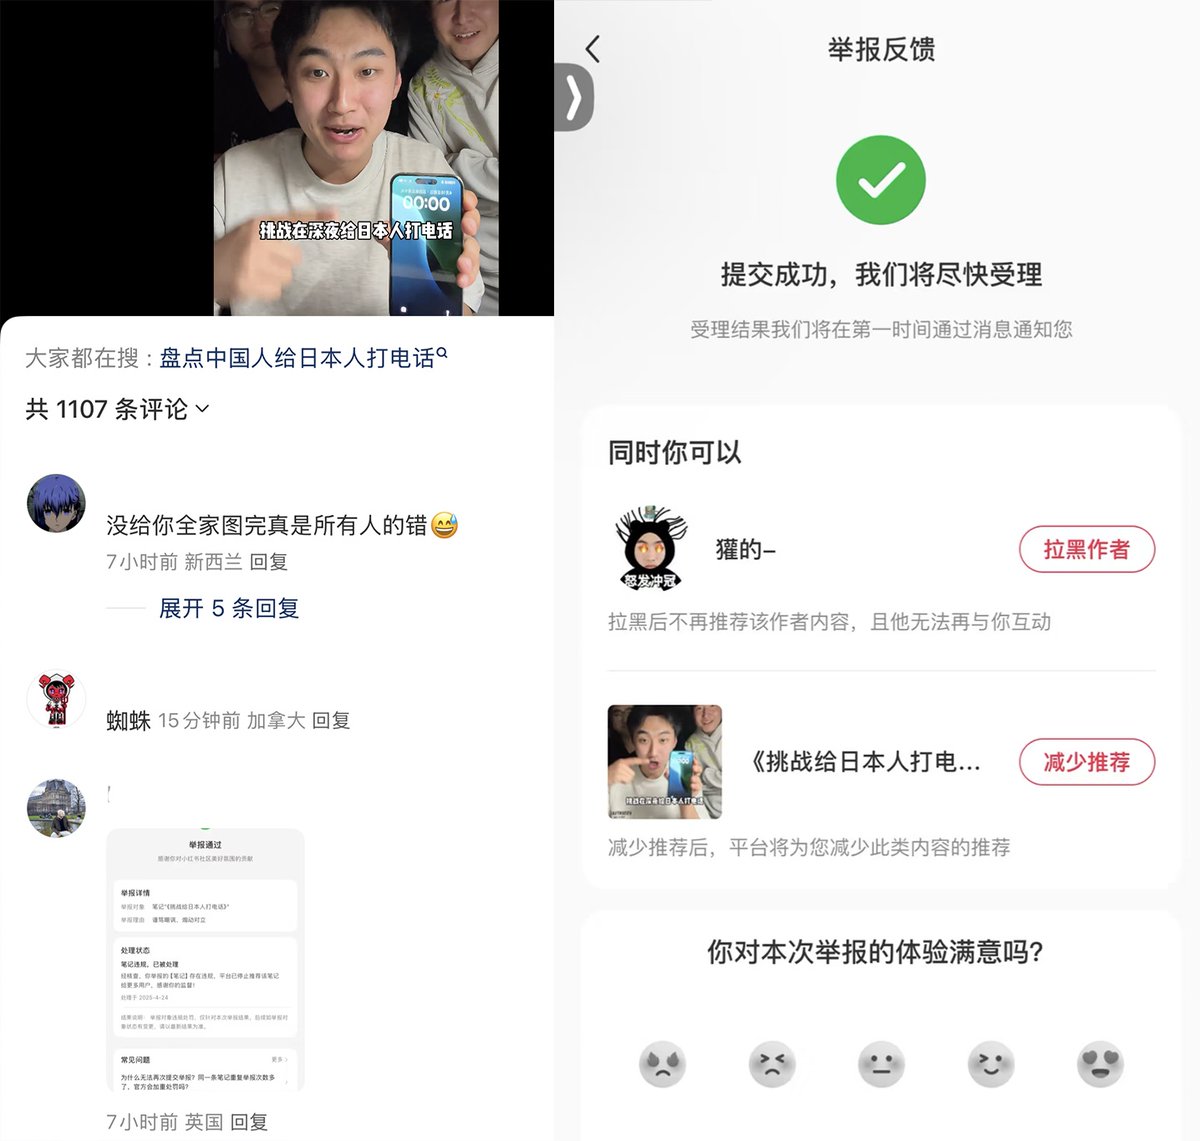 00:00
挑战在深夜给日本人打电话
大家都在搜：盘点中国人给日本人打电话
共 1107 条评论
没给你全家图完真是所有人的错😅
7小时前 新西兰 回复
展开 5 条回复
蜘蛛 15分钟前 加拿大 回复
举报通过
感谢你对小红书社区美好氛围的贡献
举报详情
举报对象 笔记“《挑战给日本人打电话》”
举报理由 谩骂嘲讽、煽动对立
处理状态
笔记违规，已被处理
经核查，你举报的【笔记】存在违规，平台已停止推荐该笔记
给更多用户，感谢你的监督！
处理于 2025-4-24
结果说明： 举报对象违规处罚，仅针对本次举报结果，后续如举报对
象状态有变更，请以最新结果为准。
常见问题
更多
为什么无法再次提交举报？同一条笔记重复举报次数多
了，官方会加重处罚吗？
7小时前 英国 回复
举报反馈
提交成功，我们将尽快受理
受理结果我们将在第一时间通过消息通知您
同时你可以
怒发冲冠
獾的–
拉黑作者
拉黑后不再推荐该作者内容，且他无法再与你互动
挑战在深夜给日本人打电话
《挑战给日本人打电...
减少推荐
减少推荐后，平台将为您减少此类内容的推荐
你对本次举报的体验满意吗？